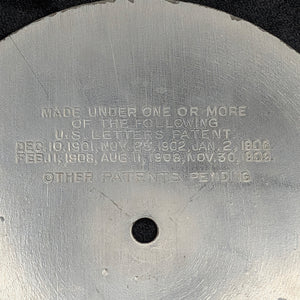 MADE UNDER ONE OR MORE
OF THE FOLLOWING
U.S. LETTERS PATENT.
DEC. 10, 1901, NOV. 25, 1902, JAN. 2, 1906.
FEB. 11, 1908, AUG. 11, 1908, NOV. 30, 1909.
OTHER PATENTS PENDING